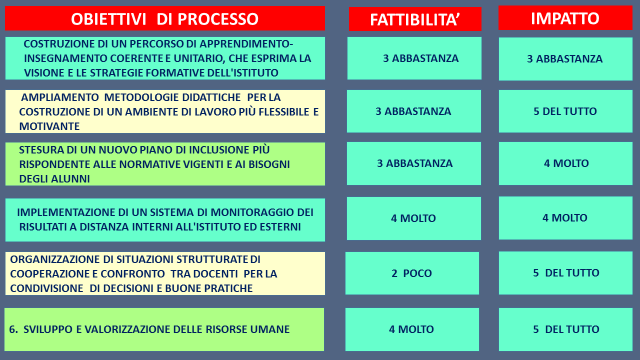 OBIETTIVI DI PROCESSO
FATTIBILITA'
IMPATTO
COSTRUZIONE DI UN PERCORSO DI APPRENDIMENTO-
INSEGNAMENTO COERENTE E UNITARIO, CHE ESPRIMA LA
VISIONE E LE STRATEGIE FORMATIVE DELL'ISTITUTO
3 ABBASTANZA
3 ABBASTANZA
AMPLIAMENTO METODOLOGIE DIDATTICHE PER LA
COSTRUZIONE DI UN AMBIENTE DI LAVORO PIÙ FLESSIBILE E
MOTIVANTE
3 ABBASTANZA
5 DEL TUTTO
STESURA DI UN NUOVO PIANO DI INCLUSIONE PIÙ
RISPONDENTE ALLE NORMATIVE VIGENTI E AI BISOGNI
DEGLI ALUNNI
3 ABBASTANZA
4 MOLTO
IMPLEMENTAZIONE DI UN SISTEMA DI MONITORAGGIO DEI
RISULTATI A DISTANZA INTERNI ALL'ISTITUTO ED ESTERNI
4 MOLTO
4 MOLTO
ORGANIZZAZIONE DI SITUAZIONI STRUTTURATE DI
COOPERAZIONE E CONFRONTO TRA DOCENTI PER LA
CONDIVISIONE DI DECISIONI E BUONE PRATICHE
2 POCO
5 DEL TUTTO
6. SVILUPPO E VALORIZZAZIONE DELLE RISORSE UMANE
4 MOLTO
5 DEL TUTTO